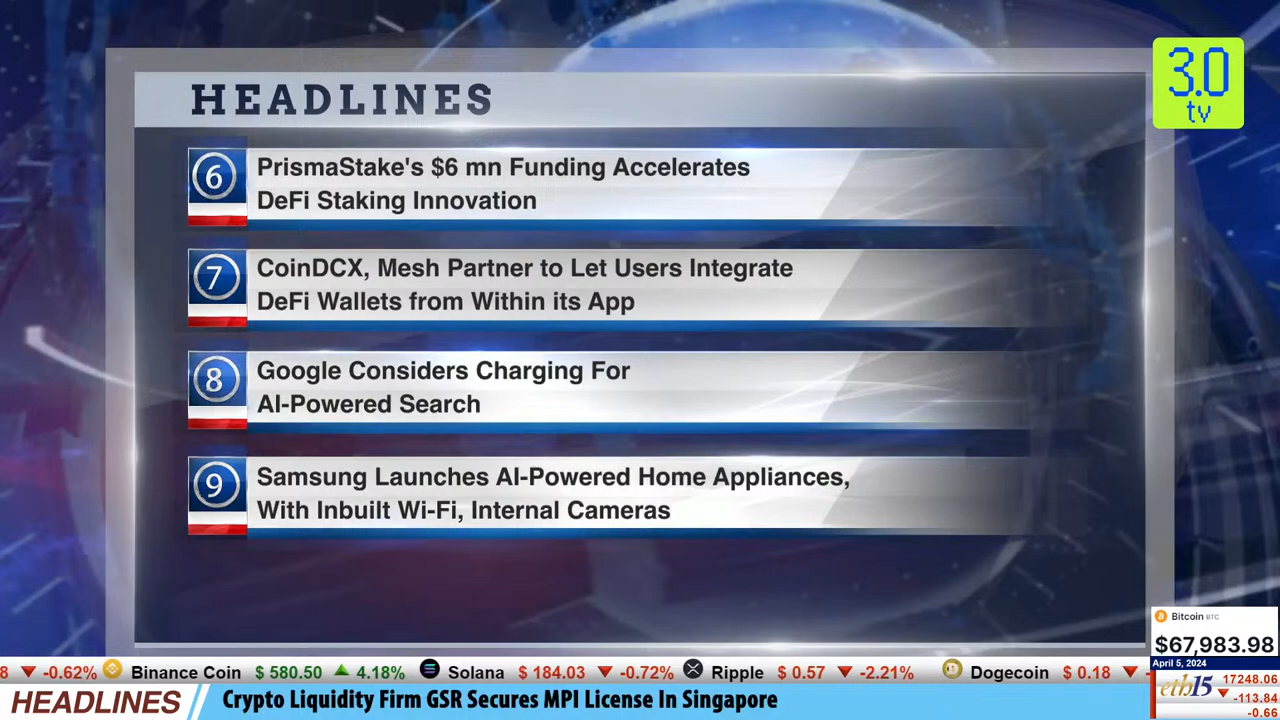 3.0
tv
HEADLINES
6 PrismaStake's $6 mn Funding Accelerates
DeFi Staking Innovation
7 CoinDCX, Mesh Partner to Let Users Integrate
DeFi Wallets from Within its App
8 Google Considers Charging For
AI-Powered Search
9 Samsung Launches AI-Powered Home Appliances,
With Inbuilt Wi-Fi, Internal Cameras
Bitcoin BTC
$67,983.98
April 5, 2024
8 ▼ -0.62% Binance Coin $ 580.50 ▲ 4.18% Solana $ 184.03 ▼ -0.72% Ripple $ 0.57 ▼ -2.21% Dogecoin $ 0.18 ▼ -
eth15 17248.06
▼ -113.84
-0.66
HEADLINES Crypto Liquidity Firm GSR Secures MPI License In Singapore